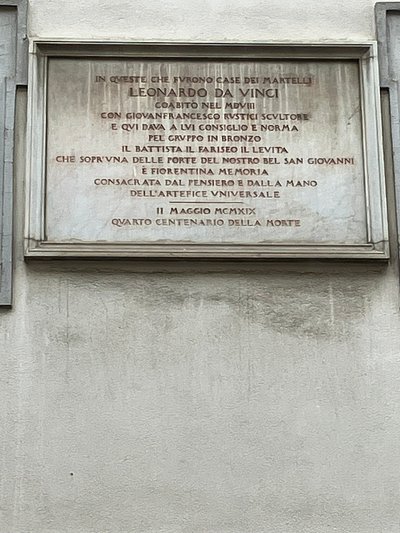 IN QUESTE CHE FURONO CASE DEI MARTELLI
LEONARDO DA VINCI
COABITÒ NEL MDVIII
CON GIOVANFRANCESCO RUSTICI SCULTORE
E QUI DAVA A LUI CONSIGLIO E NORMA
PEL GRUPPO IN BRONZO
IL BATTISTA IL FARISEO IL LEVITA
CHE SOPR'UNA DELLE PORTE DEL NOSTRO BEL SAN GIOVANNI
È FIORENTINA MEMORIA
CONSACRATA DAL PENSIERO E DALLA MANO
DELL'ARTEFICE UNIVERSALE
II MAGGIO MCMXIX
QUARTO CENTENARIO DELLA MORTE